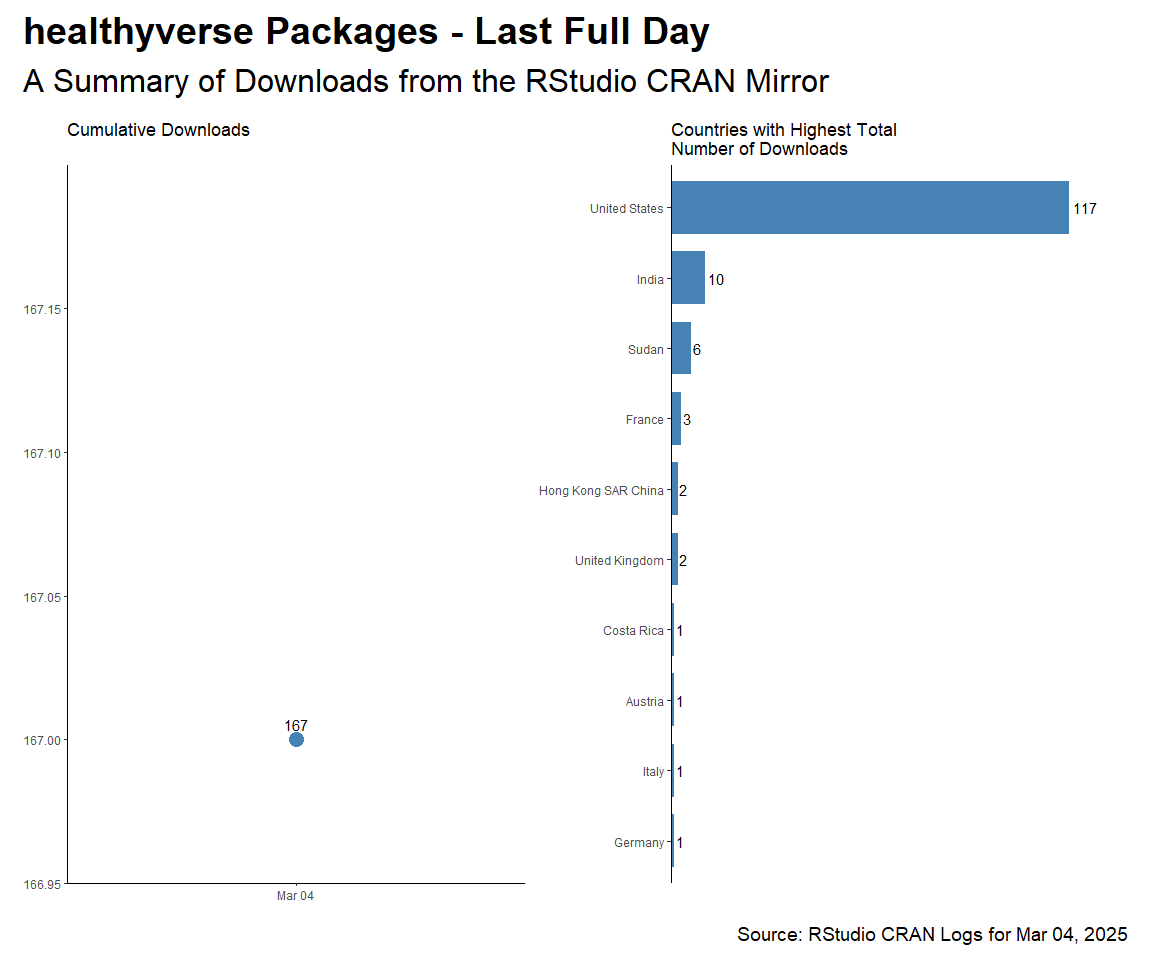 healthyverse Packages - Last Full Day
A Summary of Downloads from the RStudio CRAN Mirror
Cumulative Downloads
167.15
167.10
167.05
167.00
166.95
167
Mar 04
Countries with Highest Total
Number of Downloads
United States 117
India 10
Sudan 6
France 3
Hong Kong SAR China 2
United Kingdom 2
Costa Rica 1
Austria 1
Italy 1
Germany 1
Source: RStudio CRAN Logs for Mar 04, 2025